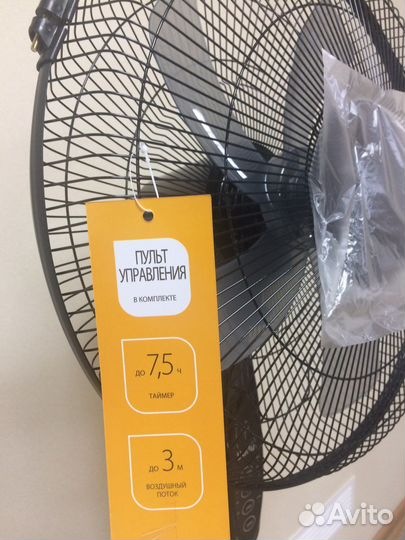 ПУЛЬТ
УПРАВЛЕНИЯ
В КОМПЛЕКТЕ
ДО 7,5 Ч
ТАЙМЕР
ДО 3 М
ВОЗДУШНЫЙ
ПОТОК
Avito